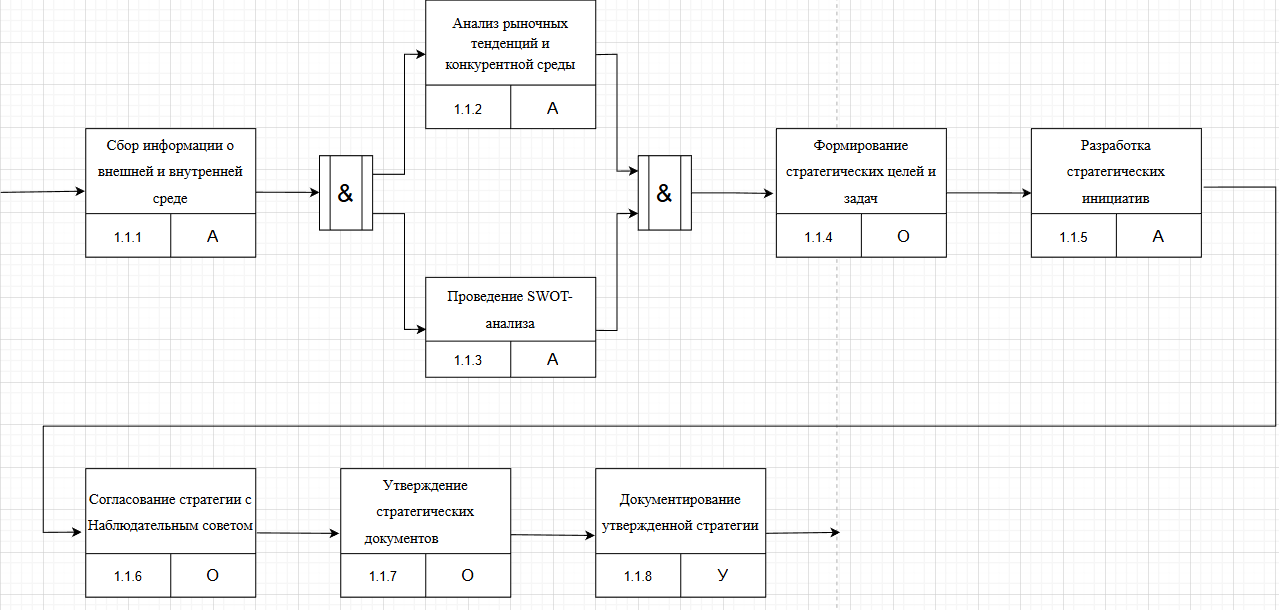 Анализ рыночных
тенденций и
конкурентной среды
1.1.2 А
Сбор информации о
внешней и внутренней
среде
1.1.1 А
&
&
Формирование
стратегических целей и
задач
1.1.4 О
Разработка
стратегических
инициатив
1.1.5 А
Проведение SWOT-
анализа
1.1.3 А
Согласование стратегии с
Наблюдательным советом
1.1.6 О
Утверждение
стратегических
документов
1.1.7 О
Документирование
утвержденной стратегии
1.1.8 У